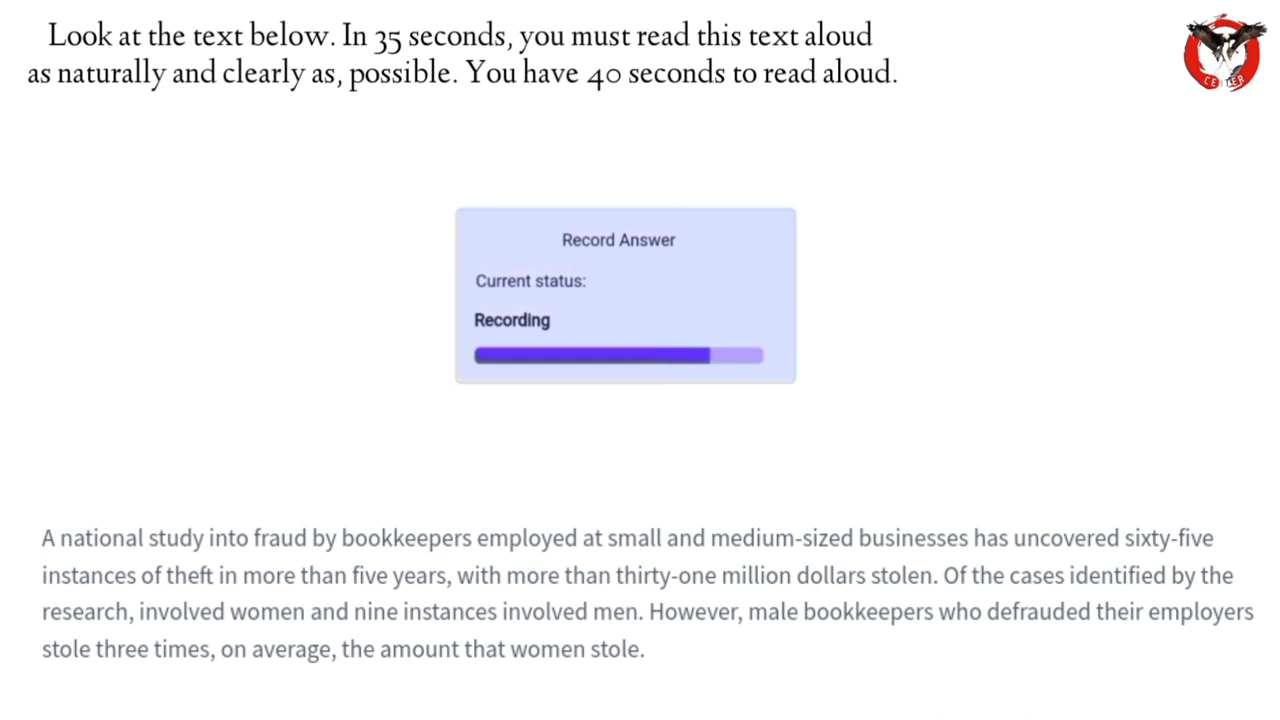 Look at the text below. In 35 seconds, you must read this text aloud
as naturally and clearly as, possible. You have 40 seconds to read aloud.
Record Answer
Current status:
Recording
A national study into fraud by bookkeepers employed at small and medium-sized businesses has uncovered sixty-five
instances of theft in more than five years, with more than thirty-one million dollars stolen. Of the cases identified by the
research, involved women and nine instances involved men. However, male bookkeepers who defrauded their employers
stole three times, on average, the amount that women stole.